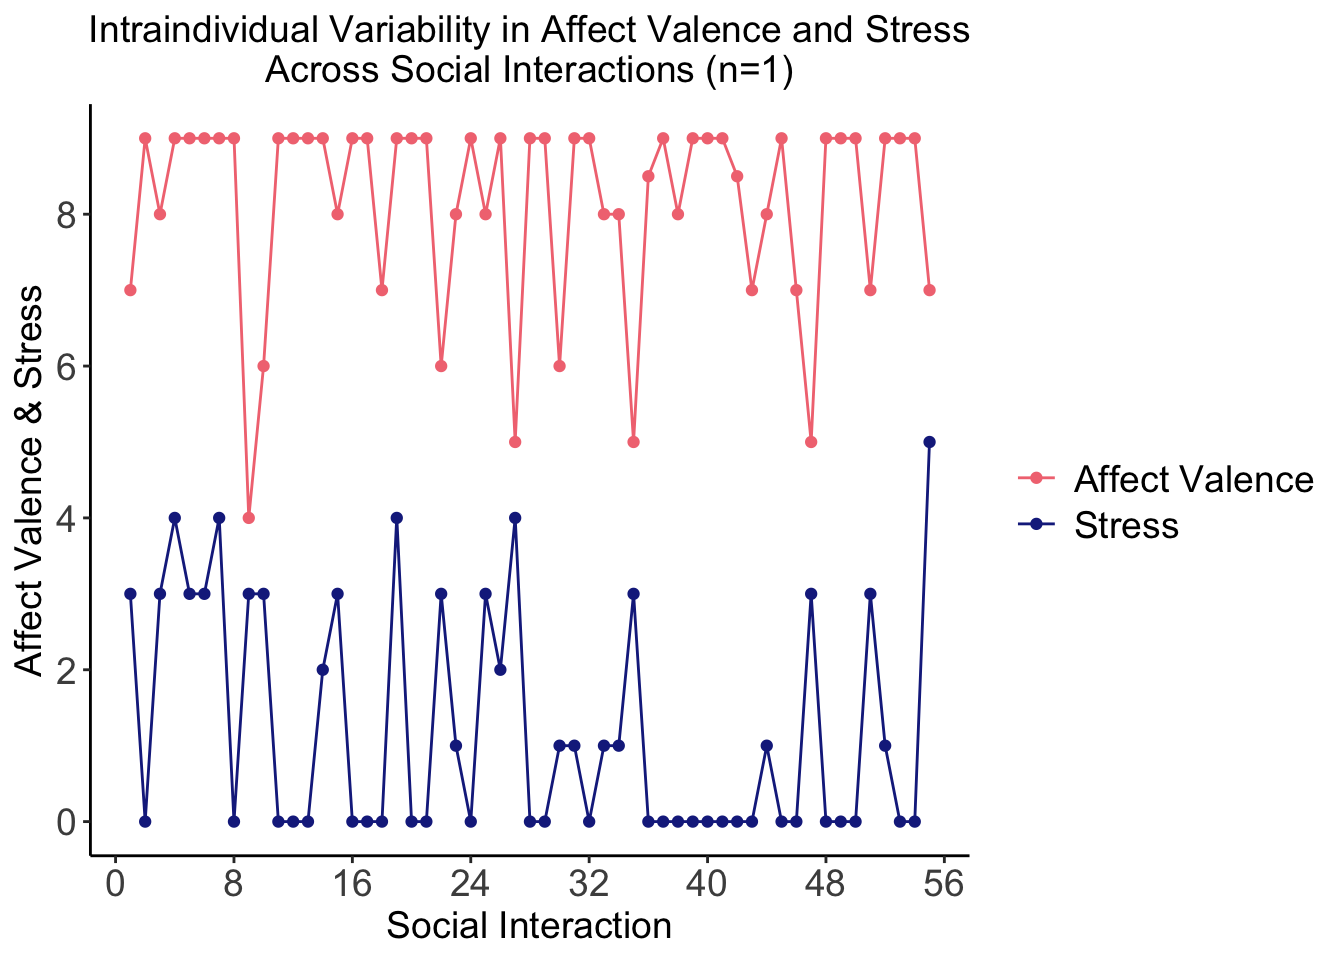 Intraindividual Variability in Affect Valence and Stress
Across Social Interactions (n=1)
Affect Valence & Stress
8
6
4
2
0
0 8 16 24 32 40 48 56
Social Interaction
Affect Valence
Stress